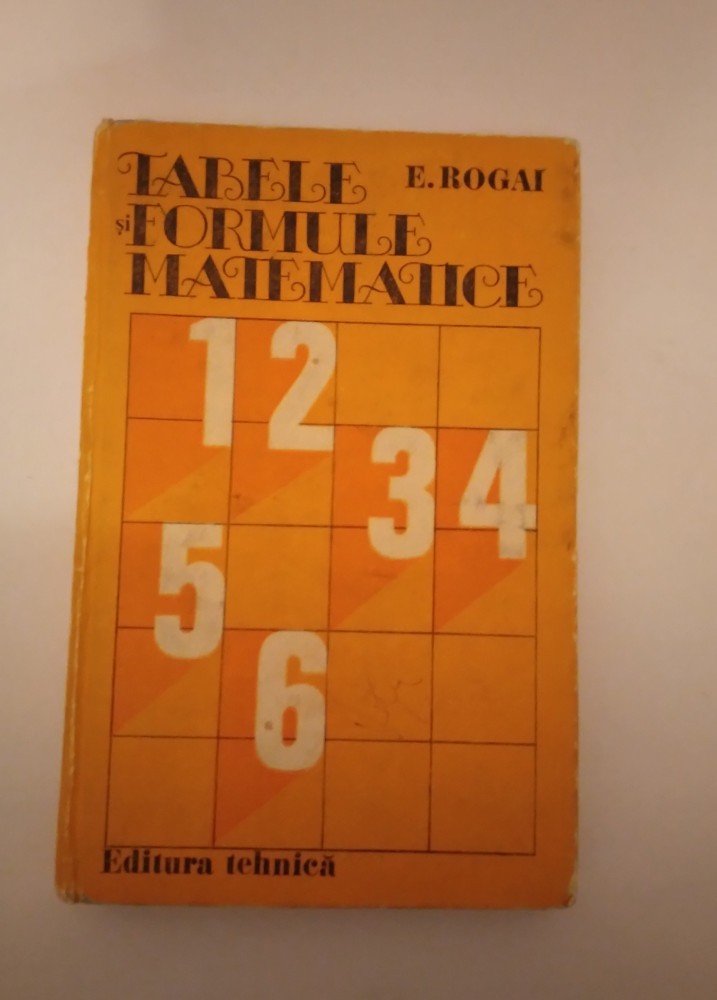 TABELE
E. ROGAI
și FORMULE
MATEMATICE
1 2
3 4
5
6
Editura tehnică